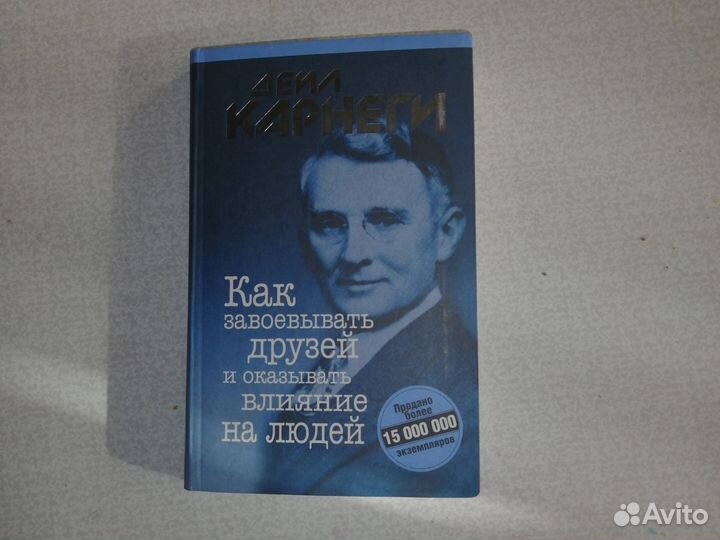 ДЕЙЛ
КАРНЕГИ
Как
завоевывать
друзей
и оказывать
влияние
на людей
Продано
более
15 000 000
экземпляров
Avito